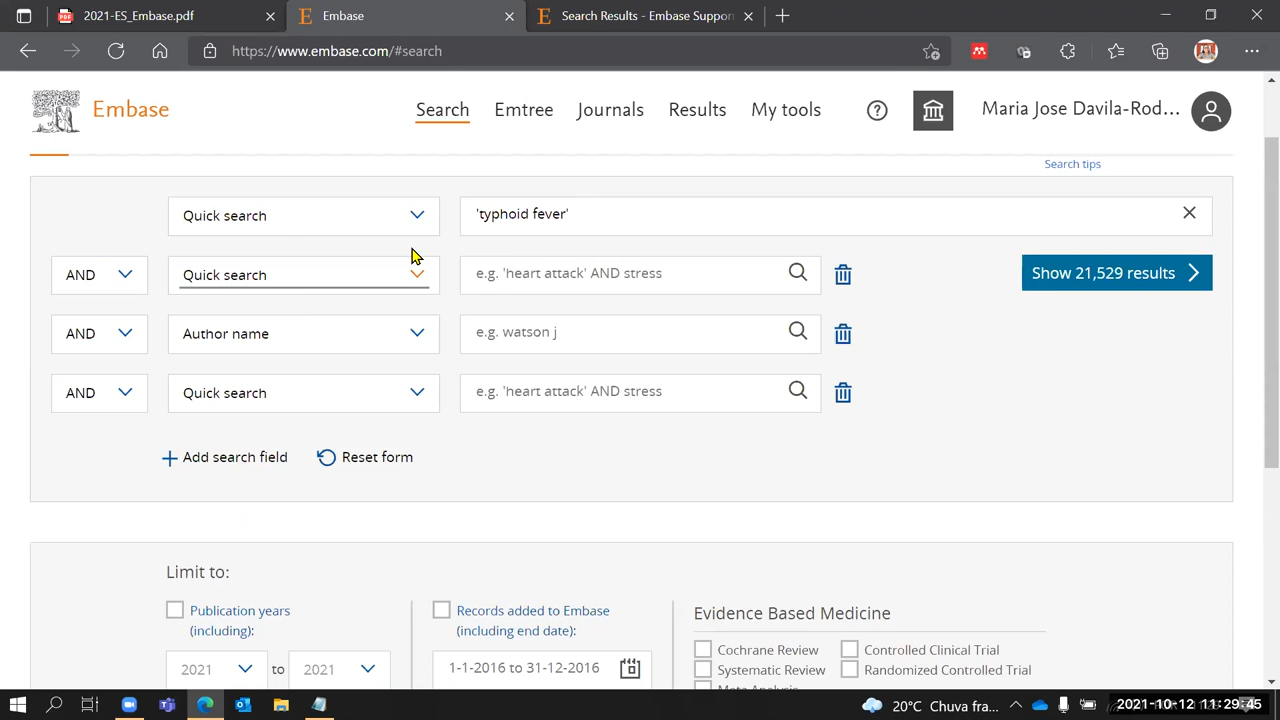 2021-ES_Embase.pdf
Embase
Search Results - Embase Suppor
https://www.embase.com/#search
Embase
Search
Emtree
Journals
Results
My tools
Maria Jose Davila-Rod...
Search tips
Quick search
'typhoid fever'
AND
Quick search
e.g. 'heart attack' AND stress
Show 21,529 results
AND
Author name
e.g. watson j
AND
Quick search
e.g. 'heart attack' AND stress
Add search field
Reset form
Limit to:
Publication years
(including):
2021
to
2021
Records added to Embase
(including end date):
1-1-2016 to 31-12-2016
Evidence Based Medicine
Cochrane Review
Controlled Clinical Trial
Systematic Review
Randomized Controlled Trial
Meta Analysis
20°C Chuva fra...
2021-10-12 11:29:45